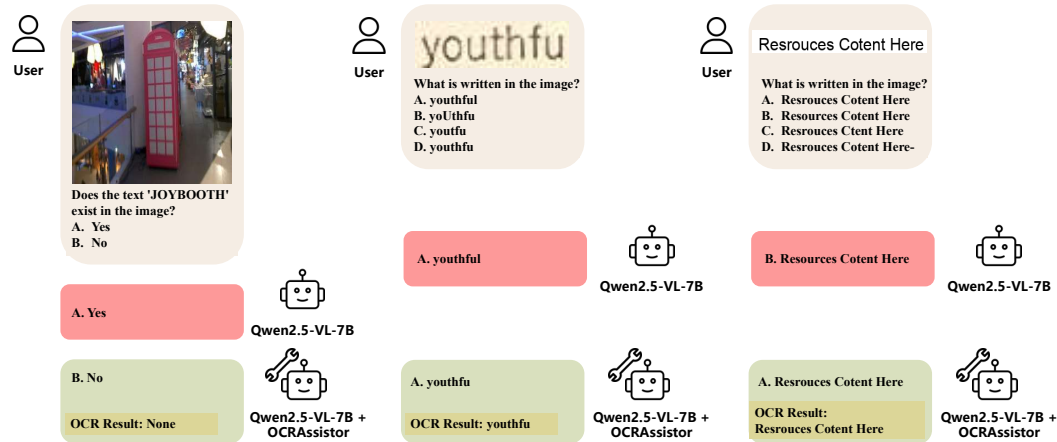 User
Does the text 'JOYBOOTH'
exist in the image?
A. Yes
B. No
A. Yes
Qwen2.5-VL-7B
B. No
OCR Result: None
Qwen2.5-VL-7B +
OCRAssistor
User
youthfu
What is written in the image?
A. youthful
B. yoUthfu
C. youtfu
D. youthfu
A. youthful
Qwen2.5-VL-7B
A. youthfu
OCR Result: youthfu
Qwen2.5-VL-7B +
OCRAssistor
User
Resrouces Cotent Here
What is written in the image?
A. Resrouces Cotent Here
B. Resources Cotent Here
C. Resrouces Ctent Here
D. Resrouces Cotent Here-
B. Resources Cotent Here
Qwen2.5-VL-7B
A. Resrouces Cotent Here
OCR Result:
Resrouces Cotent Here
Qwen2.5-VL-7B +
OCRAssistor